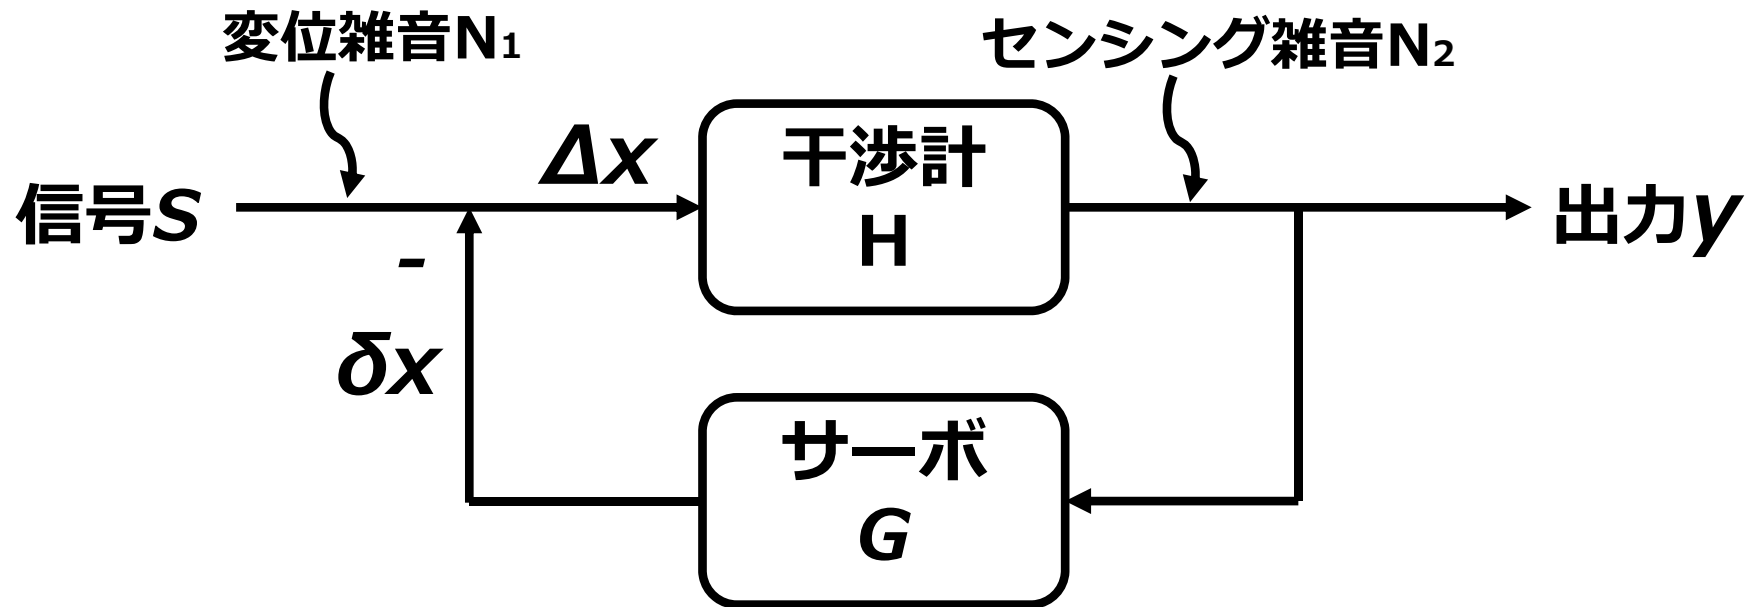 変位雑音N₁
センシング雑音N₂
Δx
干渉計
H
信号S
出力y
-
δx
サーボ
G